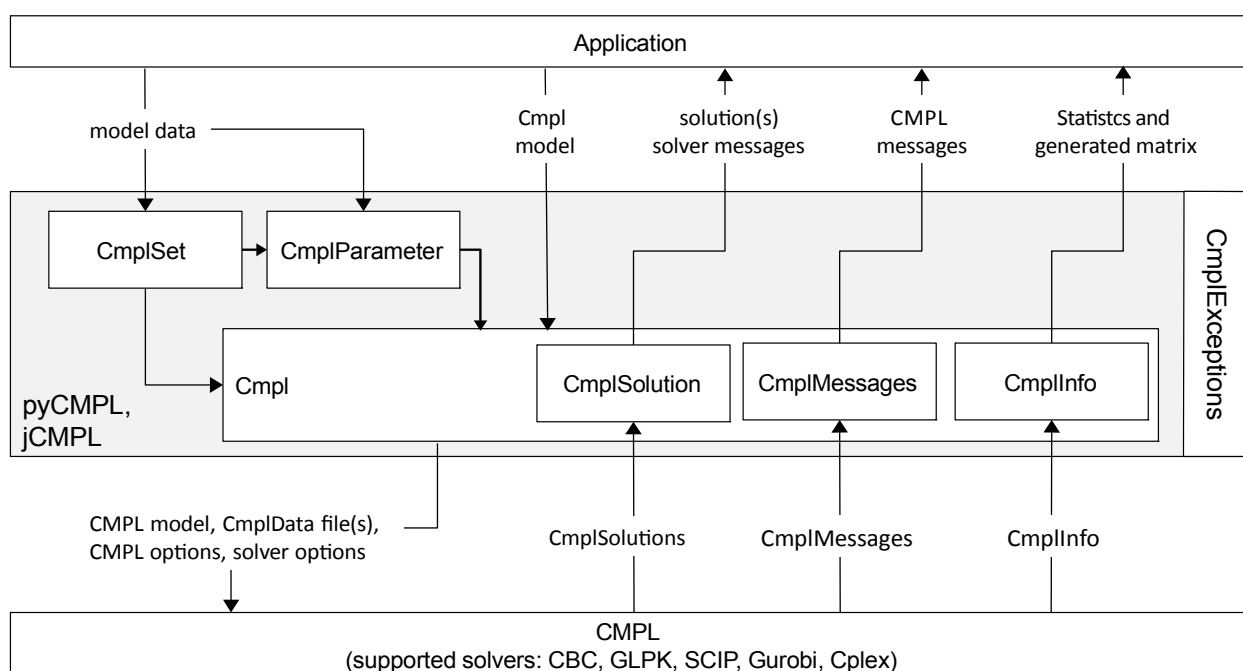 Application
model data
Cmpl
model
solution(s)
solver messages
CMPL
messages
Statistcs and
generated matrix
CmplSet
CmplParameter
CmplExceptions
Cmpl
CmplSolution
CmplMessages
CmplInfo
pyCMPL,
jCMPL
CMPL model, CmplData file(s),
CMPL options, solver options
CmplSolutions
CmplMessages
CmplInfo
CMPL
(supported solvers: CBC, GLPK, SCIP, Gurobi, Cplex)